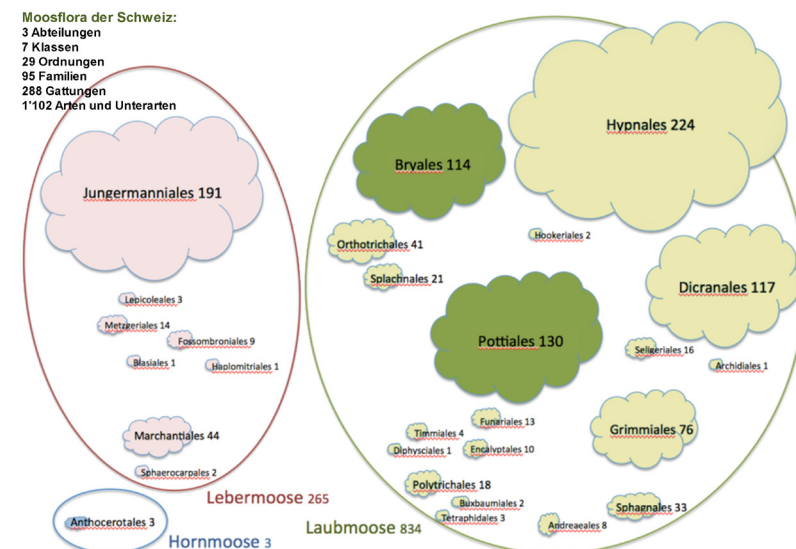 Moosflora der Schweiz:
3 Abteilungen
7 Klassen
29 Ordnungen
95 Familien
288 Gattungen
1'102 Arten und Unterarten
Jungermanniales 191
Lepicoleales 3
Metzgeriales 14
Fossombroniales 9
Blasiales 1
Haplomitriales 1
Marchantiales 44
Sphaerocarpales 2
Lebermoose 265
Anthocerotales 3
Hornmoose 3
Hypnales 224
Bryales 114
Hookeriales 2
Orthotrichales 41
Splachnales 21
Dicranales 117
Pottiales 130
Seligeriales 16
Archidiales 1
Funariales 13
Timmiales 4
Grimmiales 76
Diphysciales 1
Encalyptales 10
Polytrichales 18
Buxbaumiales 2
Sphagnales 33
Tetraphidales 3
Andreaeales 8
Laubmoose 834